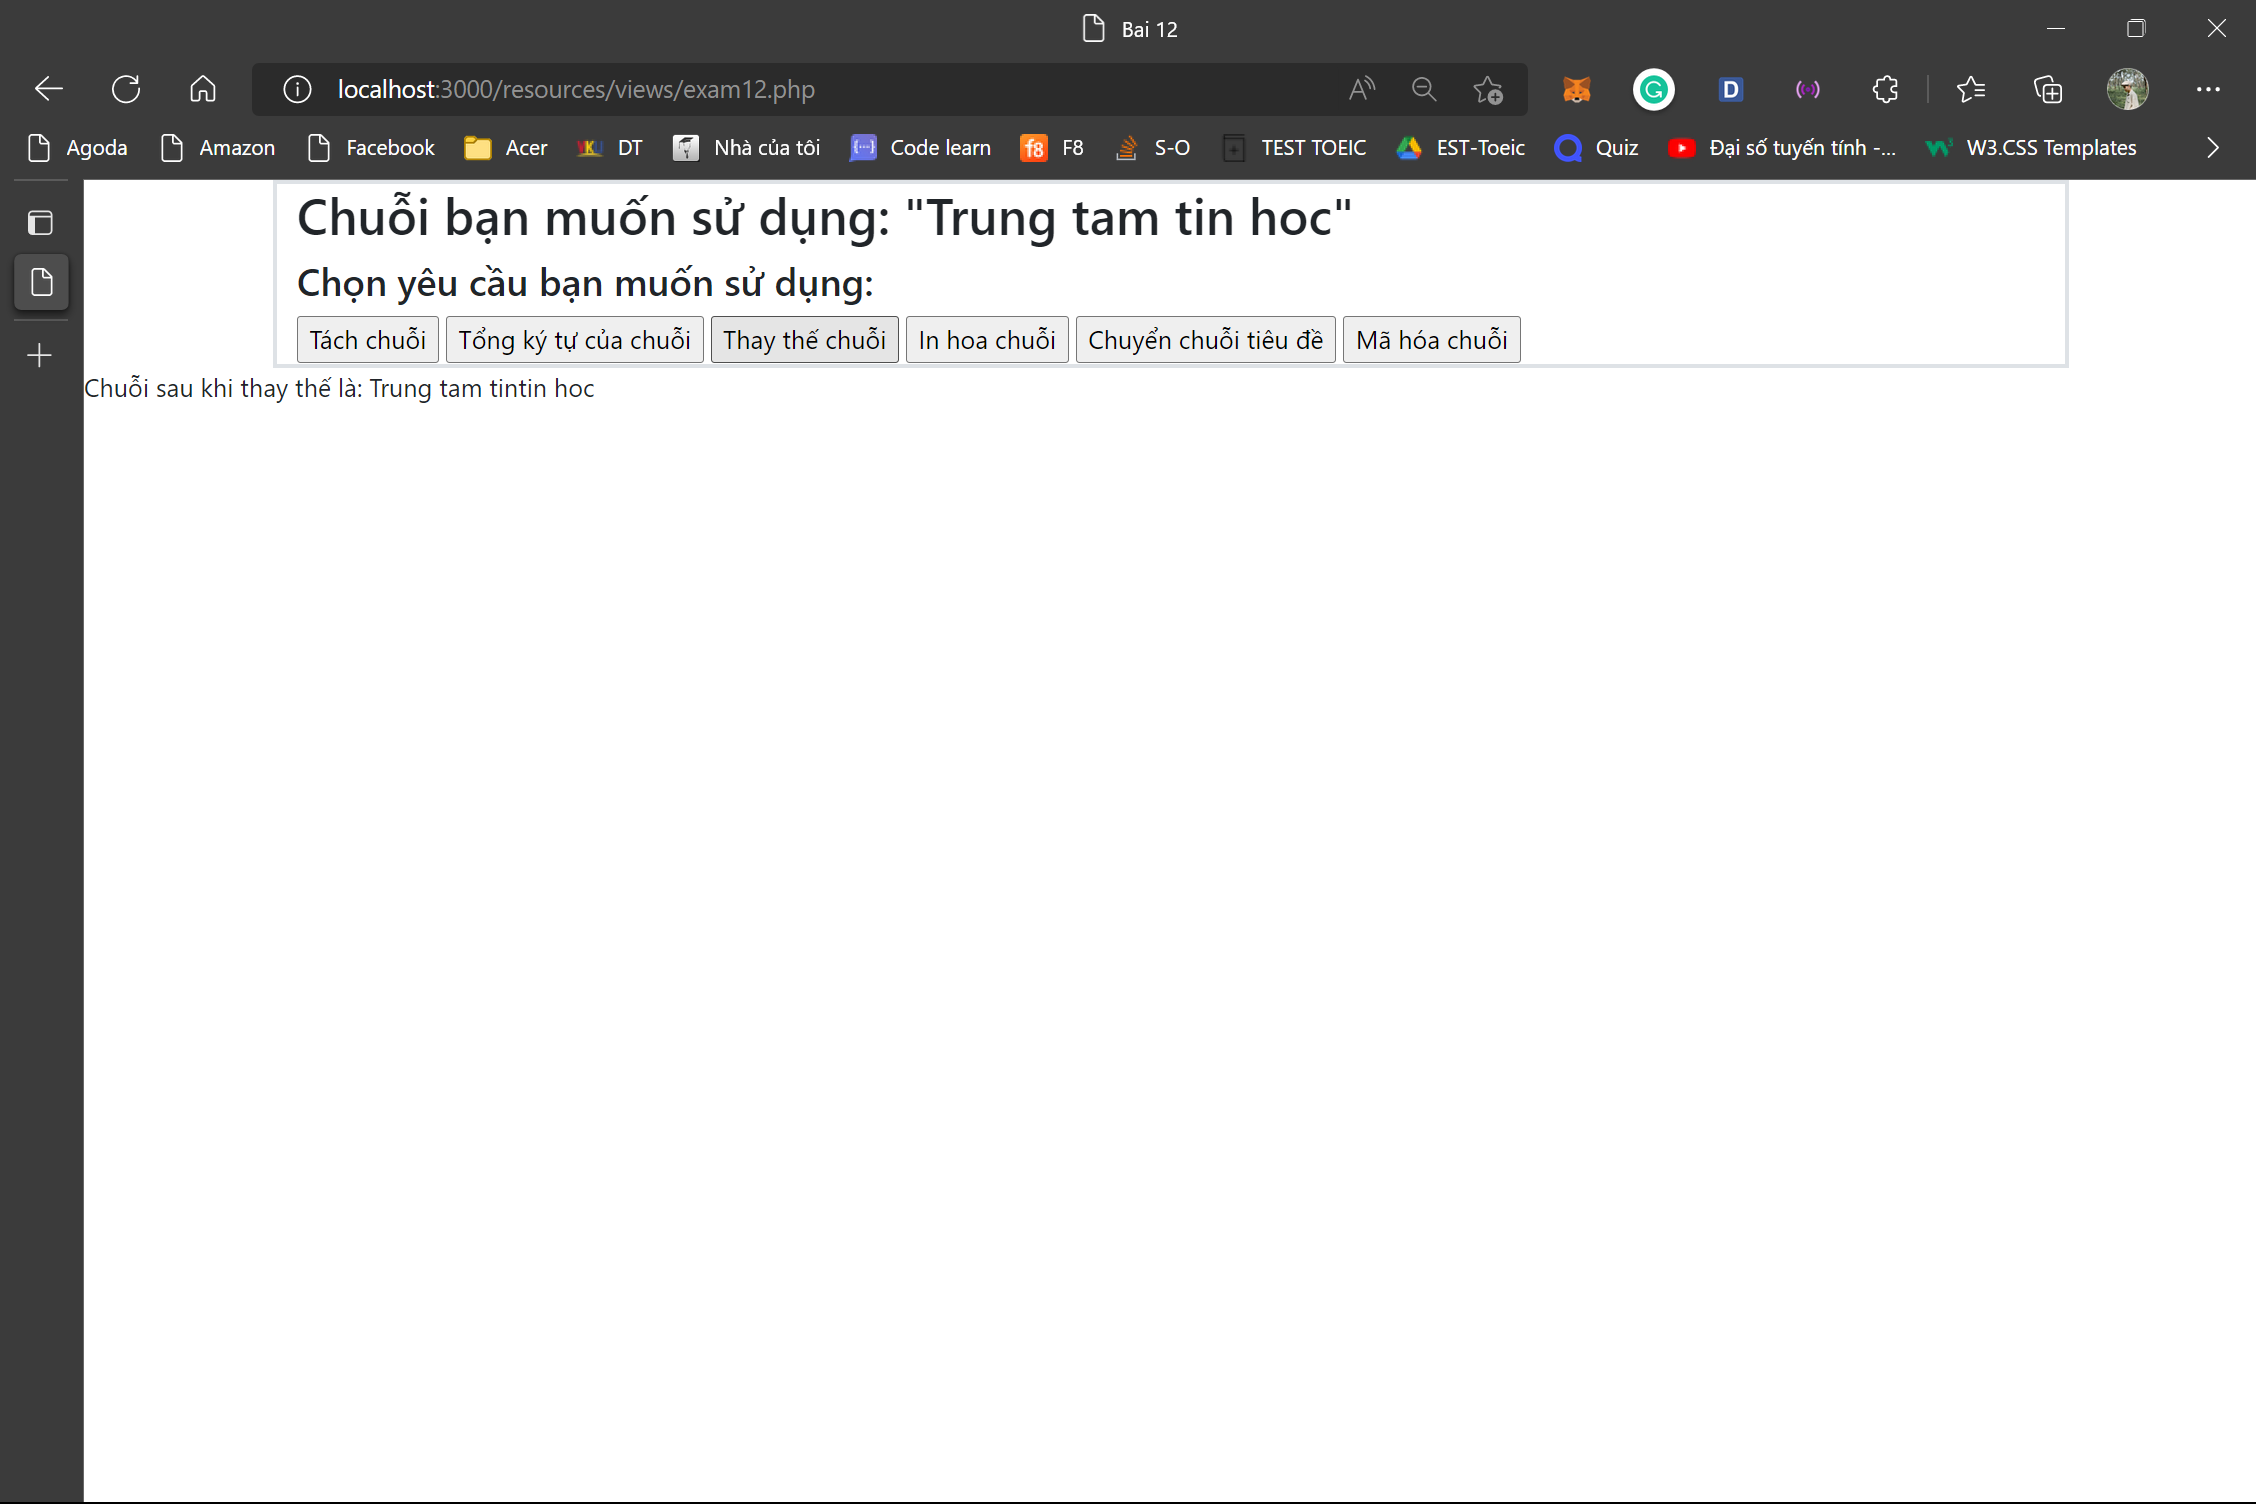 Bai 12
localhost:3000/resources/views/exam12.php
Agoda Amazon Facebook Acer DT Nhà của tôi Code learn F8 S-O TEST TOEIC EST-Toeic Quiz Đại số tuyến tính -... W3.CSS Templates
Chuỗi bạn muốn sử dụng: "Trung tam tin hoc"
Chọn yêu cầu bạn muốn sử dụng:
Tách chuỗi Tổng ký tự của chuỗi Thay thế chuỗi In hoa chuỗi Chuyển chuỗi tiêu đề Mã hóa chuỗi
Chuỗi sau khi thay thế là: Trung tam tintin hoc